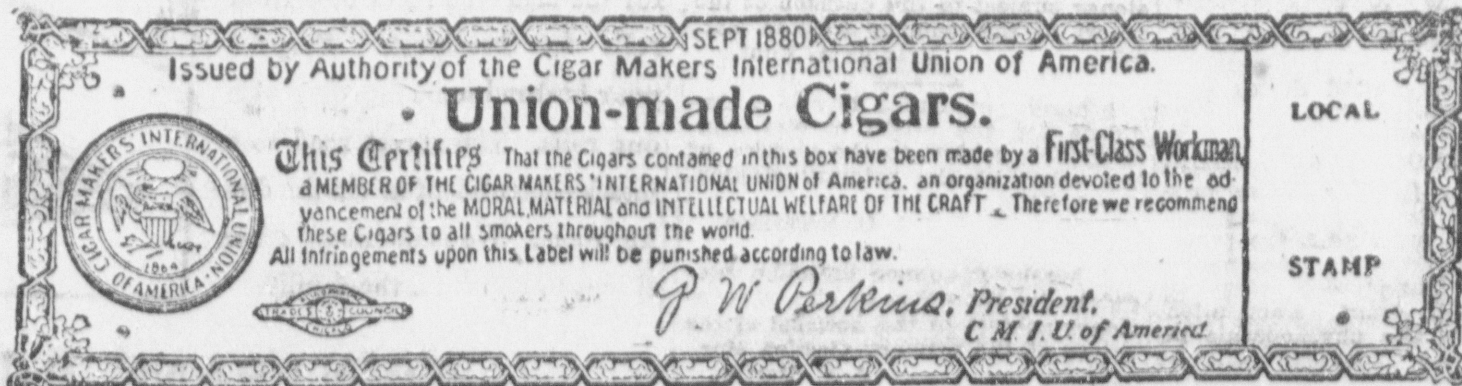 SEPT 1880
Issued by Authority of the Cigar Makers International Union of America.
Union-made Cigars.
This Certifies That the Cigars contained in this box have been made by a First-Class Workman,
a MEMBER OF THE CIGAR MAKERS 'INTERNATIONAL UNION of America, an organization devoted to the ad-
vancement of the MORAL, MATERIAL and INTELLECTUAL WELFARE OF THE CRAFT. Therefore we recommend
these Cigars to all smokers throughout the world.
All Infringements upon this Label will be punished according to law.
G W Perkins, President,
C M I U of America
CIGAR MAKERS' INTERNATIONAL UNION OF AMERICA
1864
TRADES COUNCIL
LOCAL
STAMP